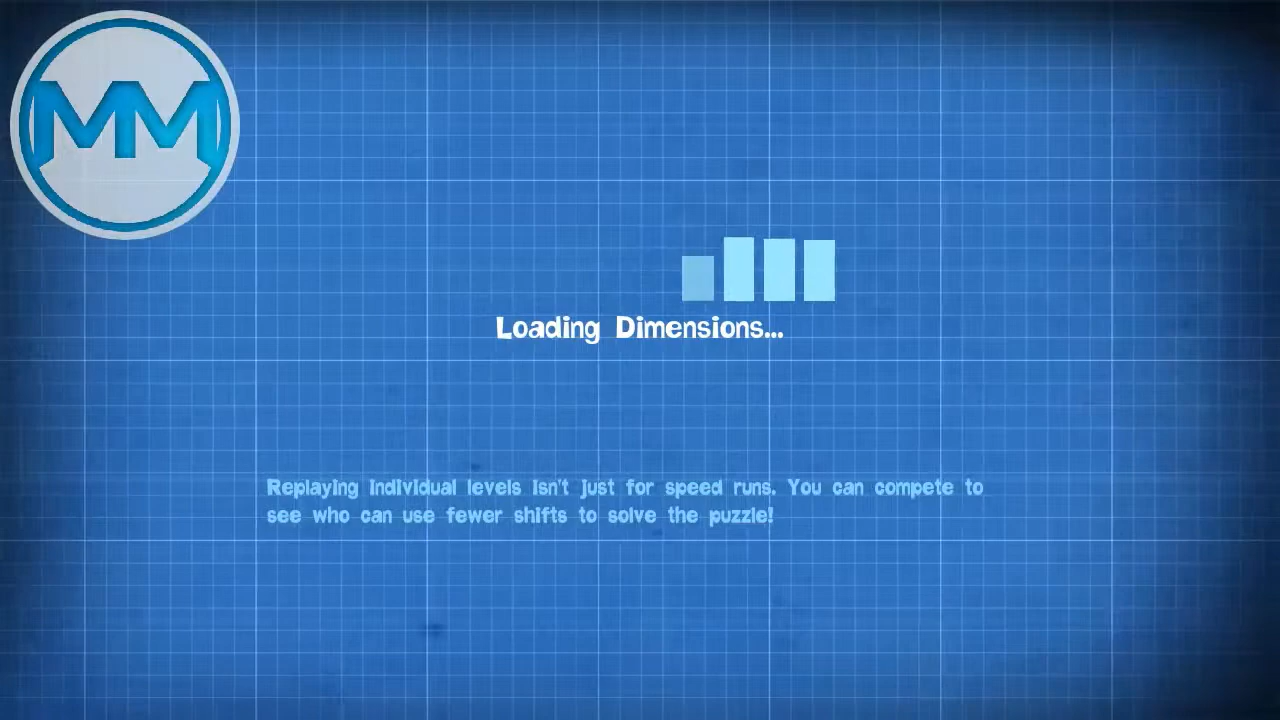 MM
Loading Dimensions...
Replaying individual levels isn't just for speed runs. You can compete to
see who can use fewer shifts to solve the puzzle!